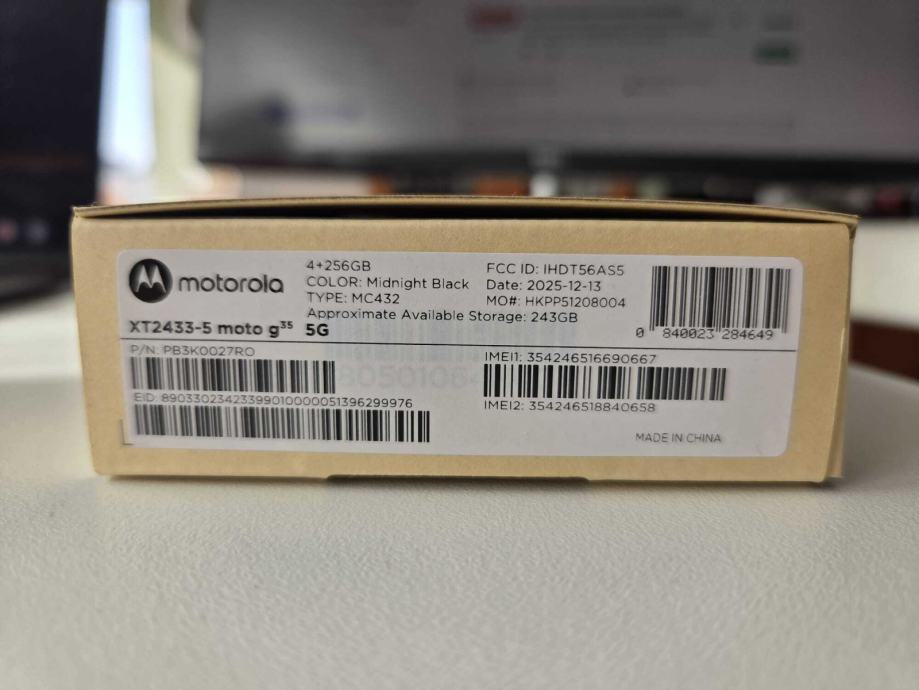 motorola
XT2433-5 moto g35 5G
4+256GB
COLOR: Midnight Black
TYPE: MC432
Approximate Available Storage: 243GB
FCC ID: IHDT56AS5
Date: 2025-12-13
MO#: HKPP51208004
0 840023 284649
P/N: PB3K0027RO
EID: 89033023423399010000051396299976
IMEI1: 354246516690667
IMEI2: 354246518840658
MADE IN CHINA